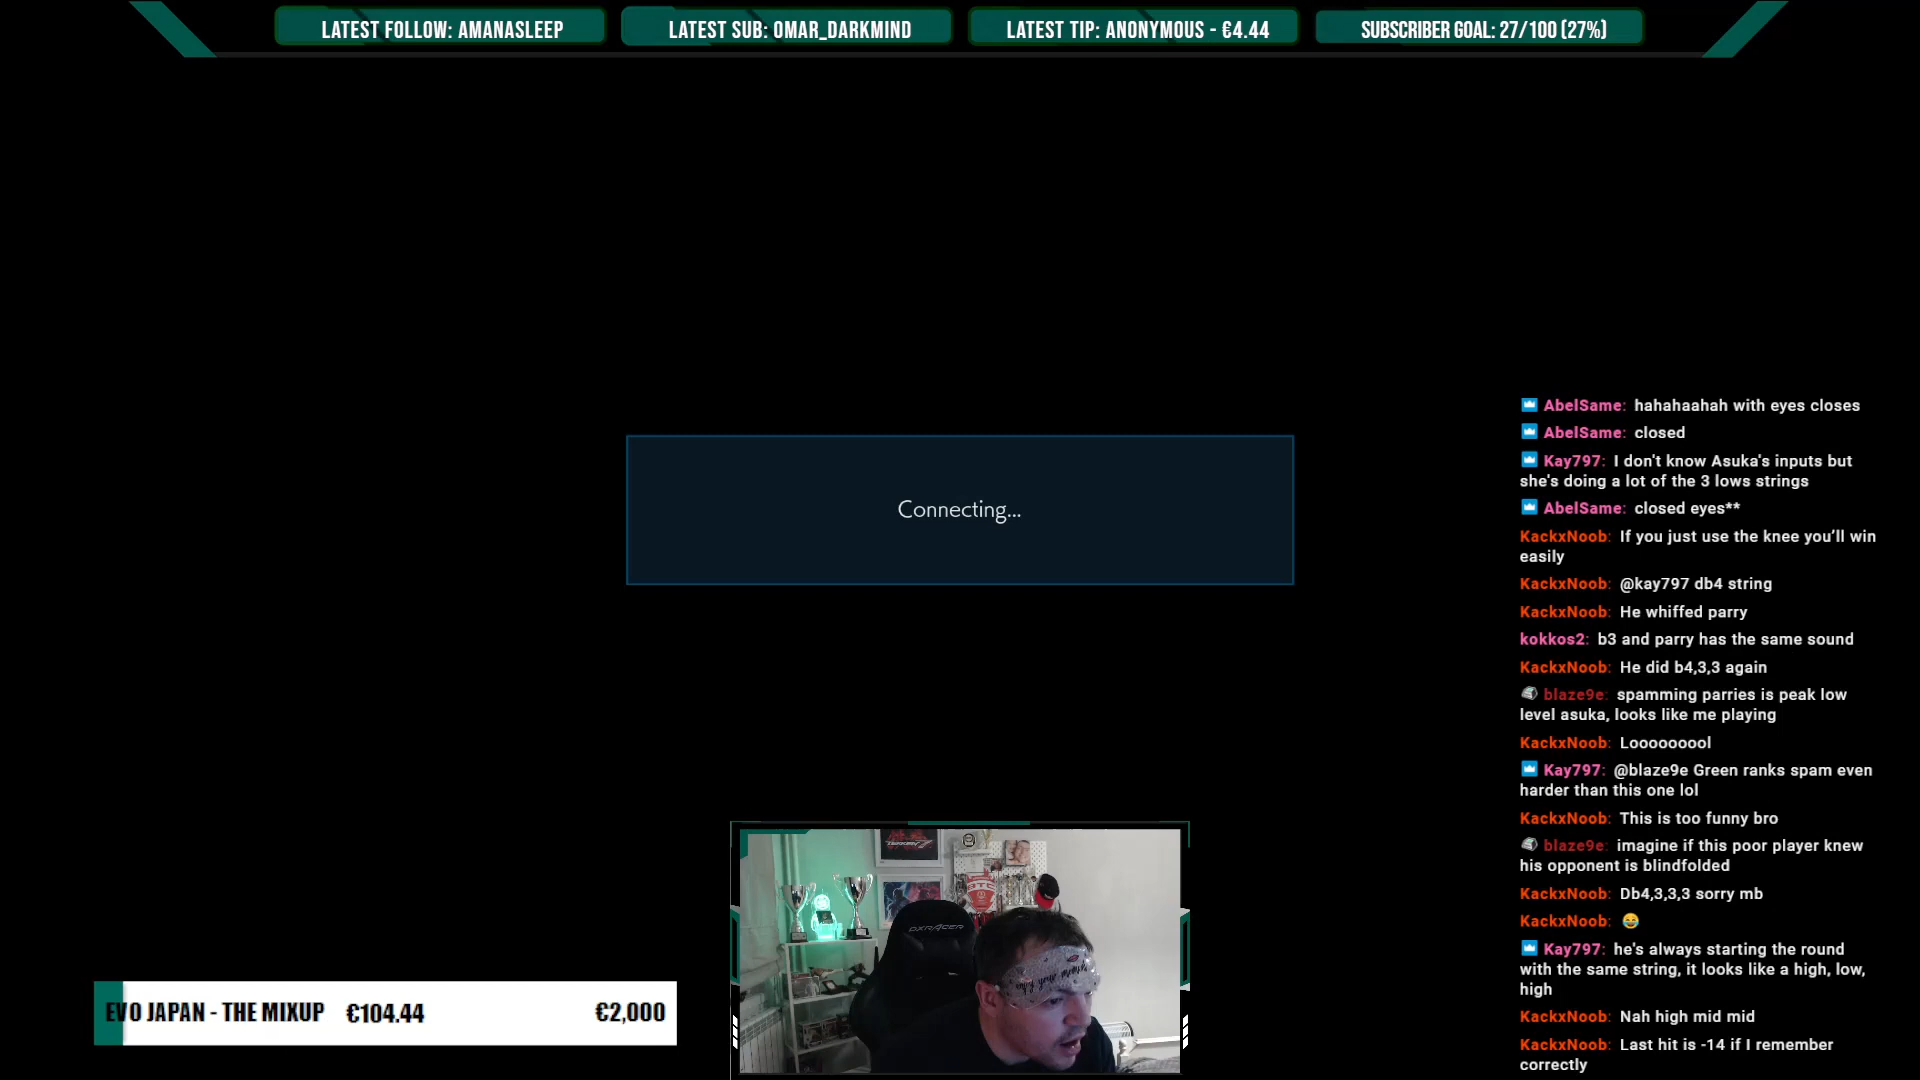 LATEST FOLLOW: AMANASLEEP
LATEST SUB: OMAR_DARKMIND
LATEST TIP: ANONYMOUS - €4.44
SUBSCRIBER GOAL: 27/100 (27%)
Connecting...
AbelSame: hahahaahah with eyes closes
AbelSame: closed
Kay797: I don't know Asuka's inputs but
she's doing a lot of the 3 lows strings
AbelSame: closed eyes**
KackxNoob: If you just use the knee you’ll win
easily
KackxNoob: @kay797 db4 string
KackxNoob: He whiffed parry
kokkos2: b3 and parry has the same sound
KackxNoob: He did b4,3,3 again
blaze9e: spamming parries is peak low
level asuka, looks like me playing
KackxNoob: Looooooool
Kay797: @blaze9e Green ranks spam even
harder than this one lol
KackxNoob: This is too funny bro
blaze9e: imagine if this poor player knew
his opponent is blindfolded
KackxNoob: Db4,3,3,3 sorry mb
KackxNoob: 😂
Kay797: he's always starting the round
with the same string, it looks like a high, low,
high
KackxNoob: Nah high mid mid
KackxNoob: Last hit is -14 if I remember
correctly
DXRACER
EVO JAPAN - THE MIXUP €104.44 €2,000